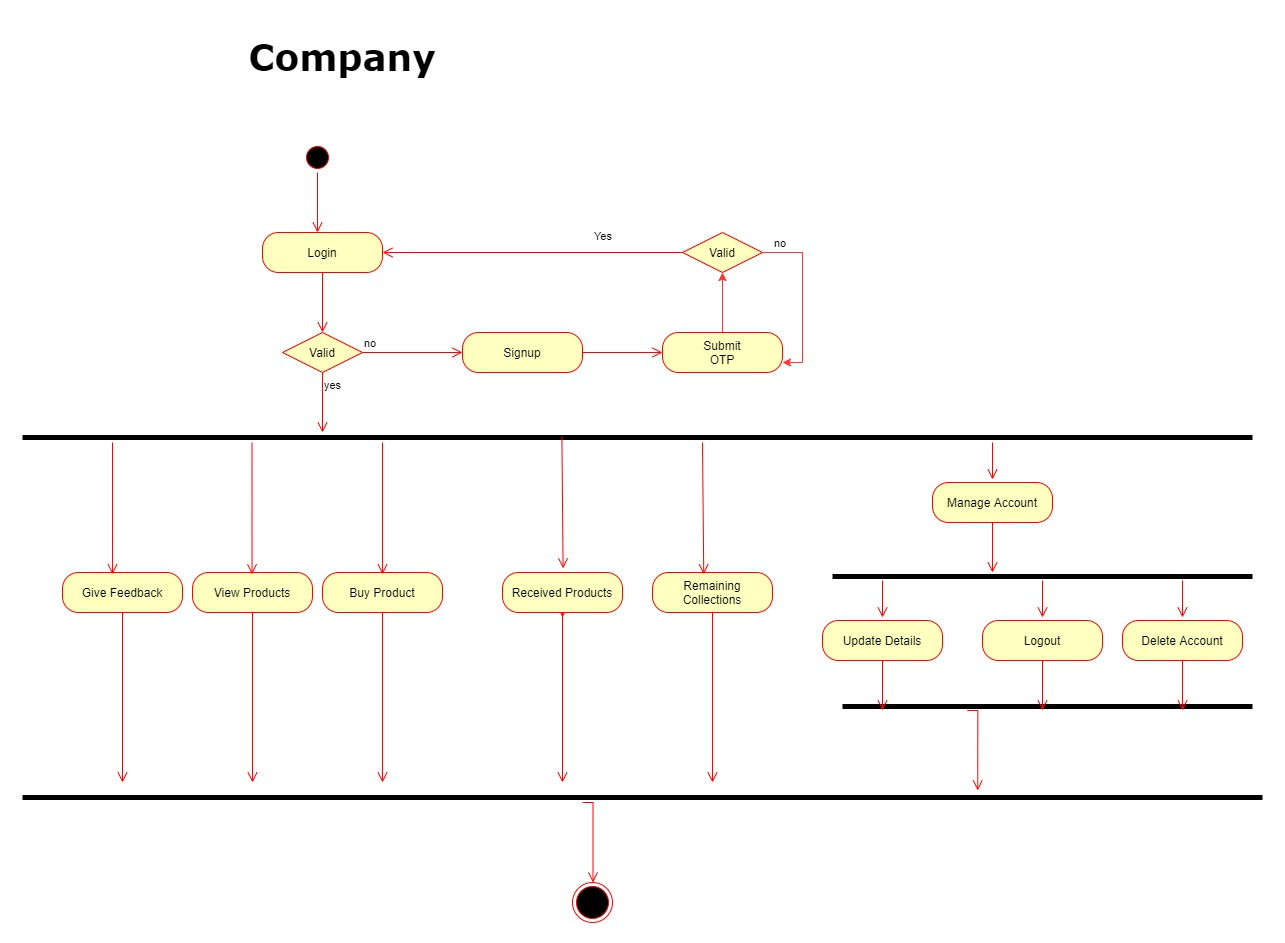 Company
Login
Yes
Valid
no
Valid
no
Signup
Submit
OTP
yes
Manage Account
Give Feedback
View Products
Buy Product
Received Products
Remaining
Collections
Update Details
Logout
Delete Account